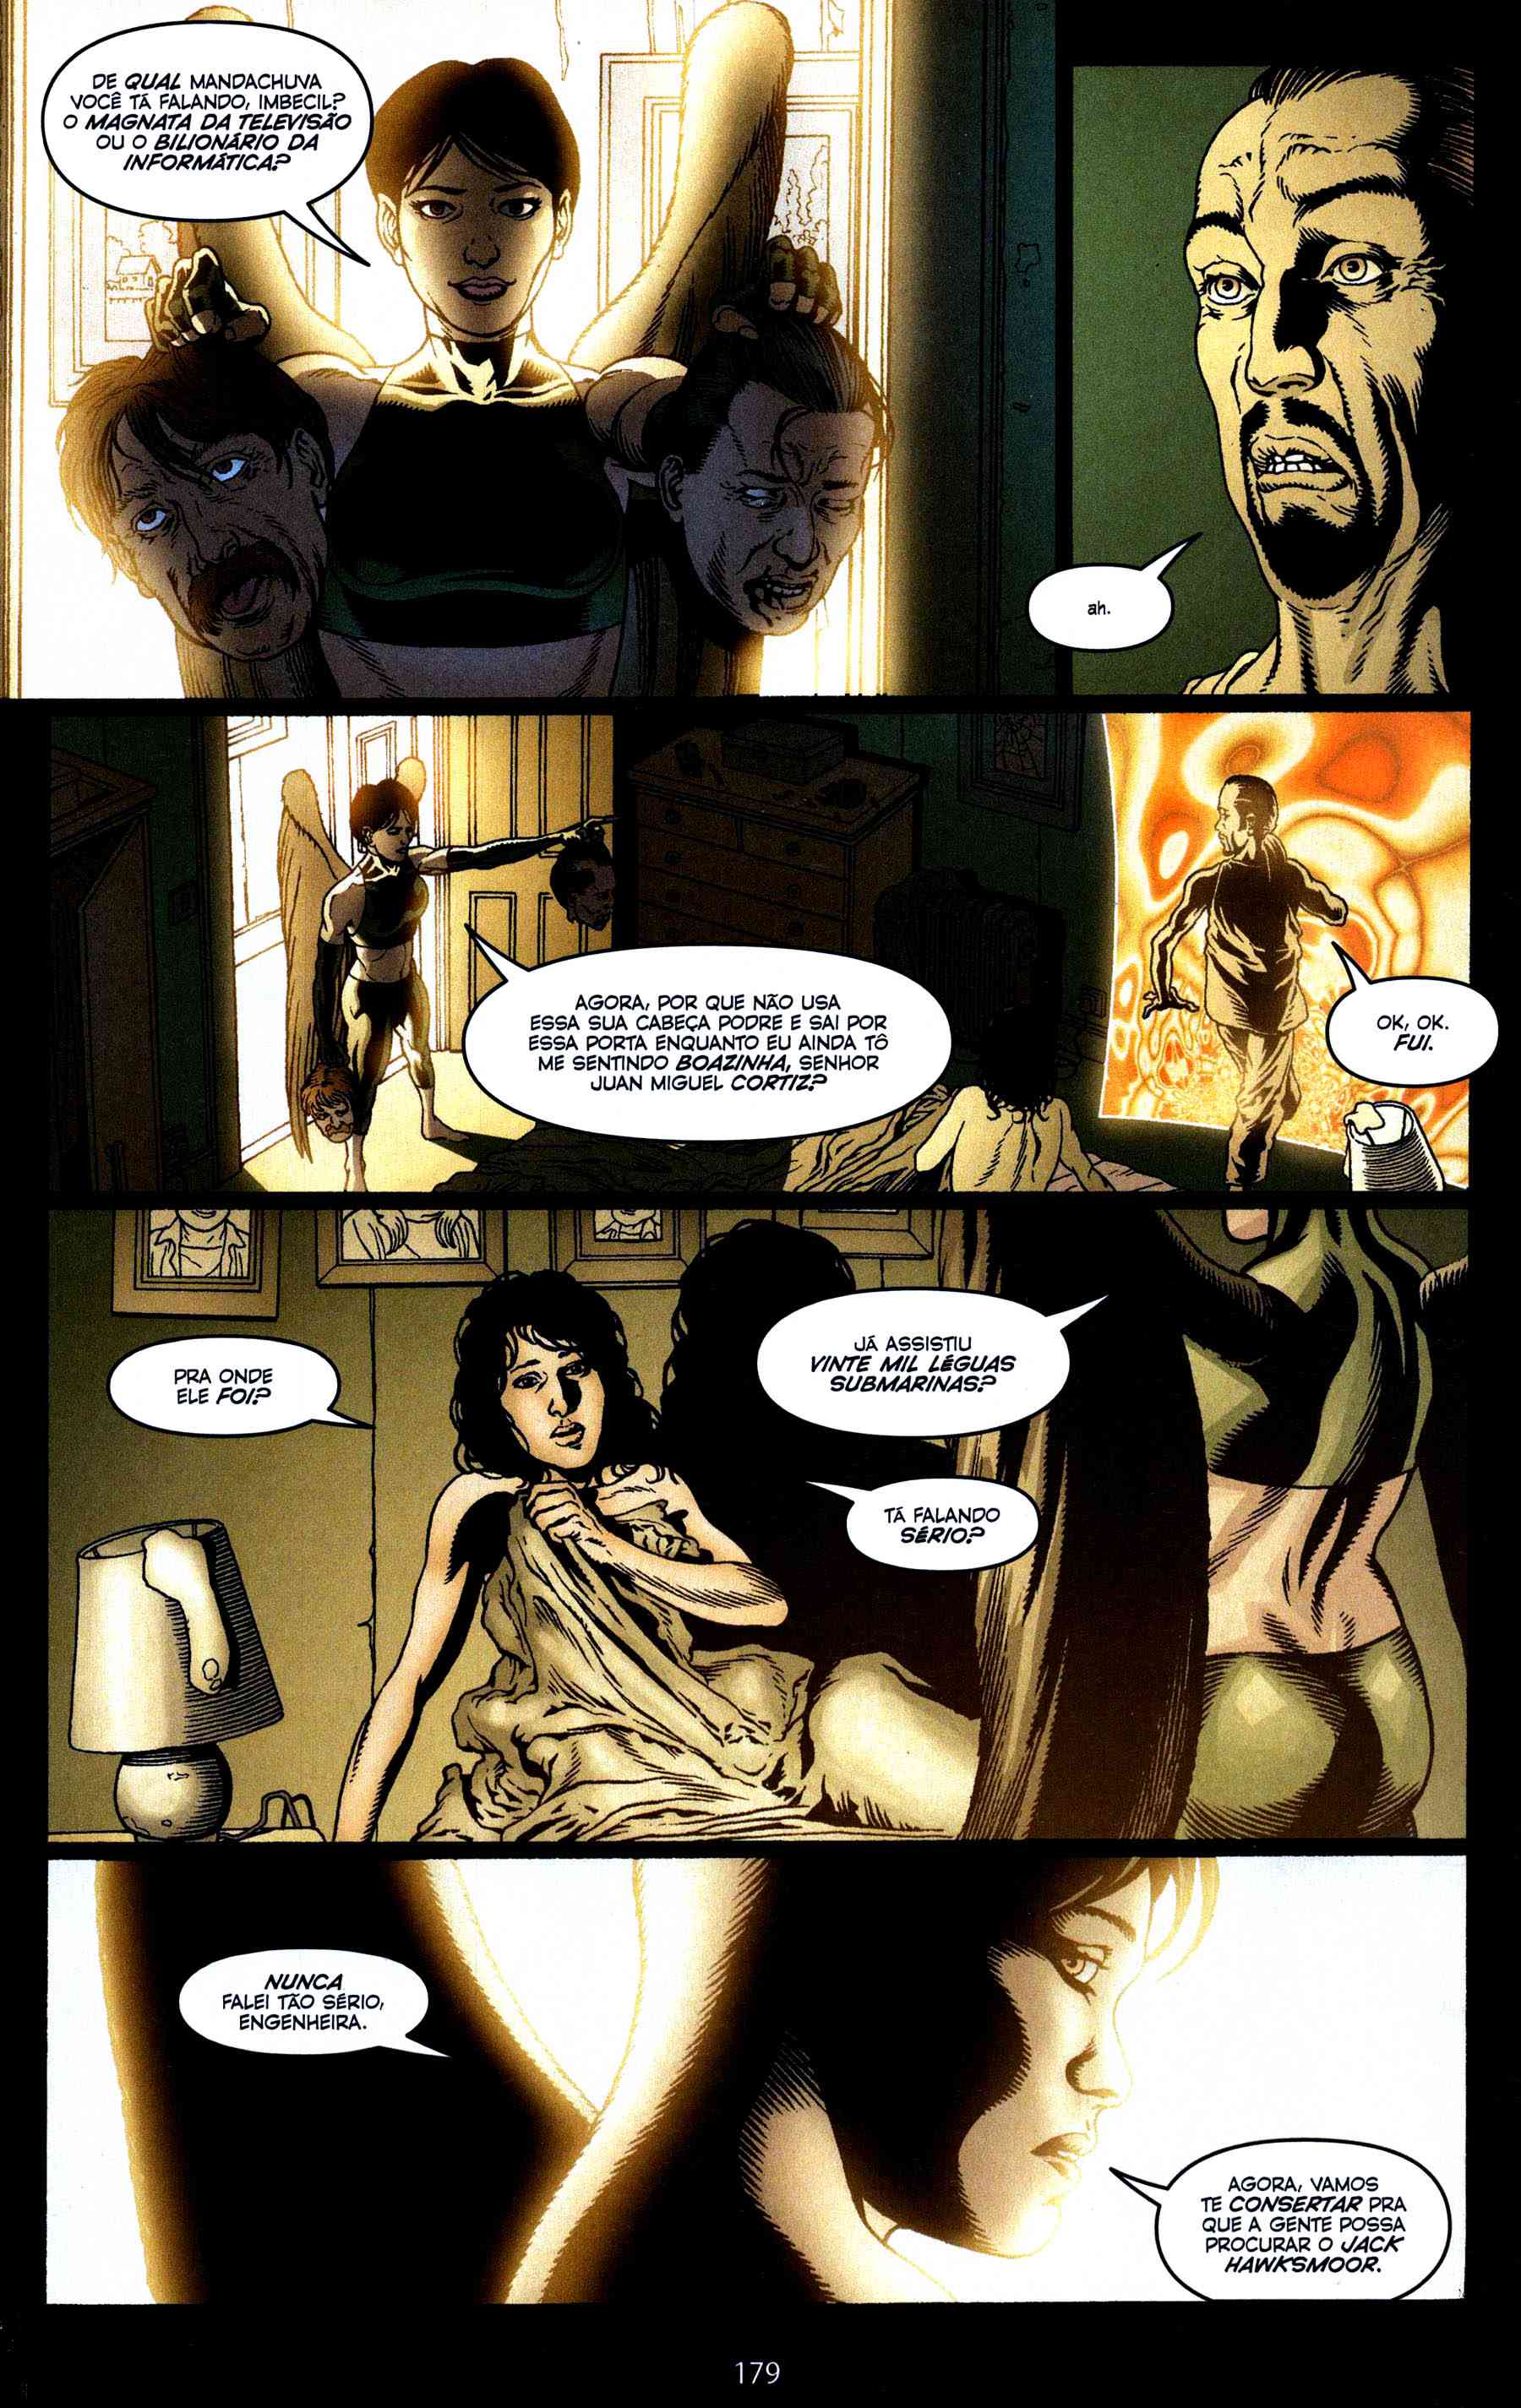 DE QUAL MANDACHUVA
VOCÊ TÁ FALANDO, IMBECIL?
O MAGNATA DA TELEVISÃO
OU O BILIONÁRIO DA
INFORMÁTICA?
ah.
AGORA, POR QUE NÃO USA
ESSA SUA CABEÇA PODRE E SAI POR
ESSA PORTA ENQUANTO EU AINDA TÔ
ME SENTINDO BOAZINHA, SENHOR
JUAN MIGUEL CORTIZ?
OK, OK.
FUI.
PRA ONDE
ELE FOI?
JÁ ASSISTIU
VINTE MIL LÉGUAS
SUBMARINAS?
TÁ FALANDO
SÉRIO?
NUNCA
FALEI TÃO SÉRIO,
ENGENHEIRA.
AGORA, VAMOS
TE CONSERTAR PRA
QUE A GENTE POSSA
PROCURAR O JACK
HAWKSMOOR.
179